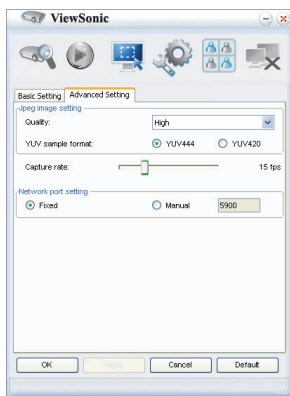 ViewSonic
Basic Setting Advanced Setting
Jpeg image setting
Quality: High
YUV sample format: YUV444 YUV420
Capture rate: 15 fps
Network port setting
Fixed Manual 5900
OK Apply Cancel Default